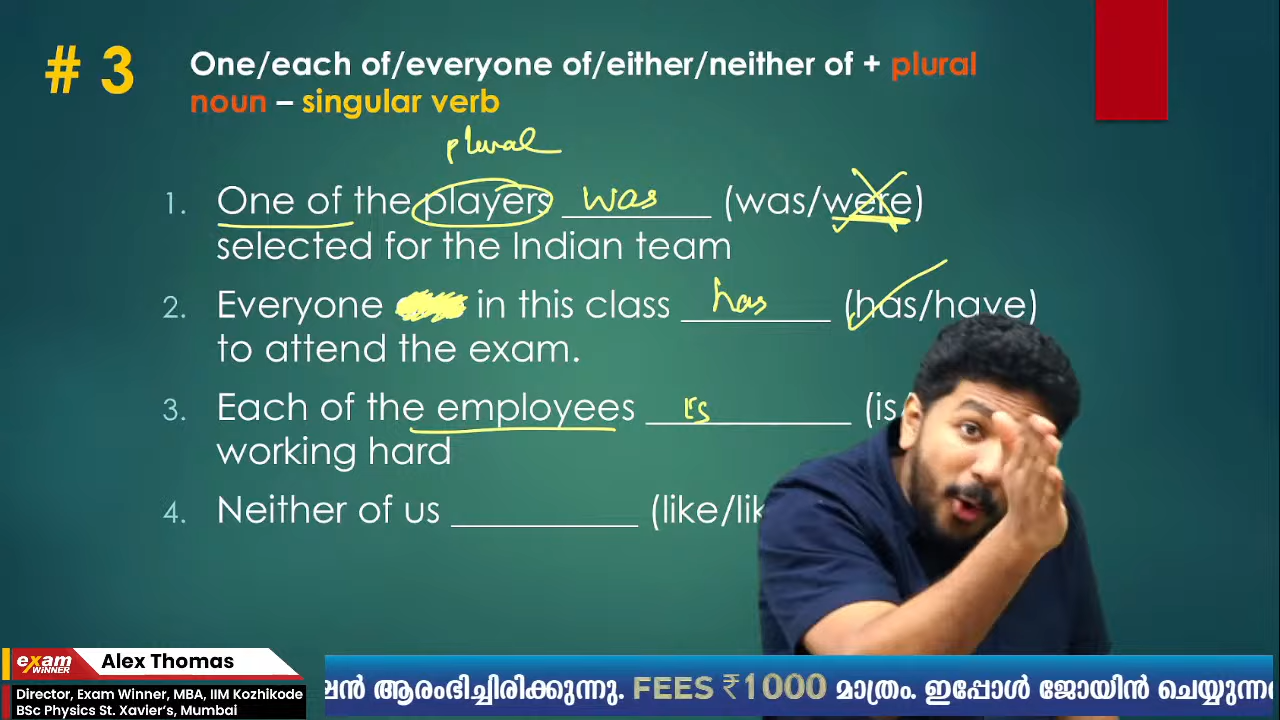 # 3
One/each of/everyone of/either/neither of + plural
noun – singular verb
plural
1. One of the players was (was/were)
selected for the Indian team
2. Everyone in this class has (has/have)
to attend the exam.
3. Each of the employees is (is
working hard
4. Neither of us __________ (like/lik
exam WiNNER
Alex Thomas
Director, Exam Winner, MBA, IIM Kozhikode
BSc Physics St. Xavier's, Mumbai
ആരംഭിച്ചിരിക്കുന്നു. FEES ₹1000 മാത്രം. ഇപ്പോൾ ജോയിൻ